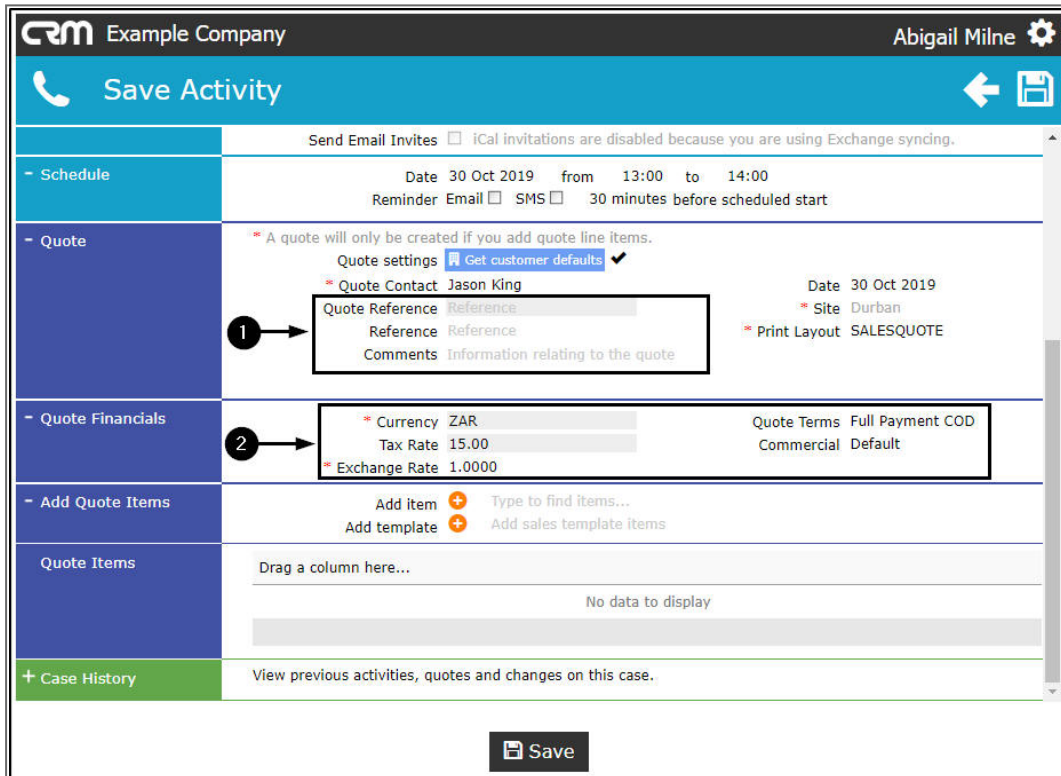 CRM Example Company Abigail Milne
Save Activity
Send Email Invites iCal invitations are disabled because you are using Exchange syncing.
- Schedule Date 30 Oct 2019 from 13:00 to 14:00
Reminder Email SMS 30 minutes before scheduled start
- Quote * A quote will only be created if you add quote line items.
Quote settings Get customer defaults ✔
* Quote Contact Jason King Date 30 Oct 2019
Quote Reference Reference * Site Durban
1 Reference Reference * Print Layout SALESQUOTE
Comments Information relating to the quote
- Quote Financials * Currency ZAR Quote Terms Full Payment COD
2 Tax Rate 15.00 Commercial Default
* Exchange Rate 1.0000
- Add Quote Items Add item Type to find items...
Add template Add sales template items
Quote Items Drag a column here...
No data to display
+ Case History View previous activities, quotes and changes on this case.
Save